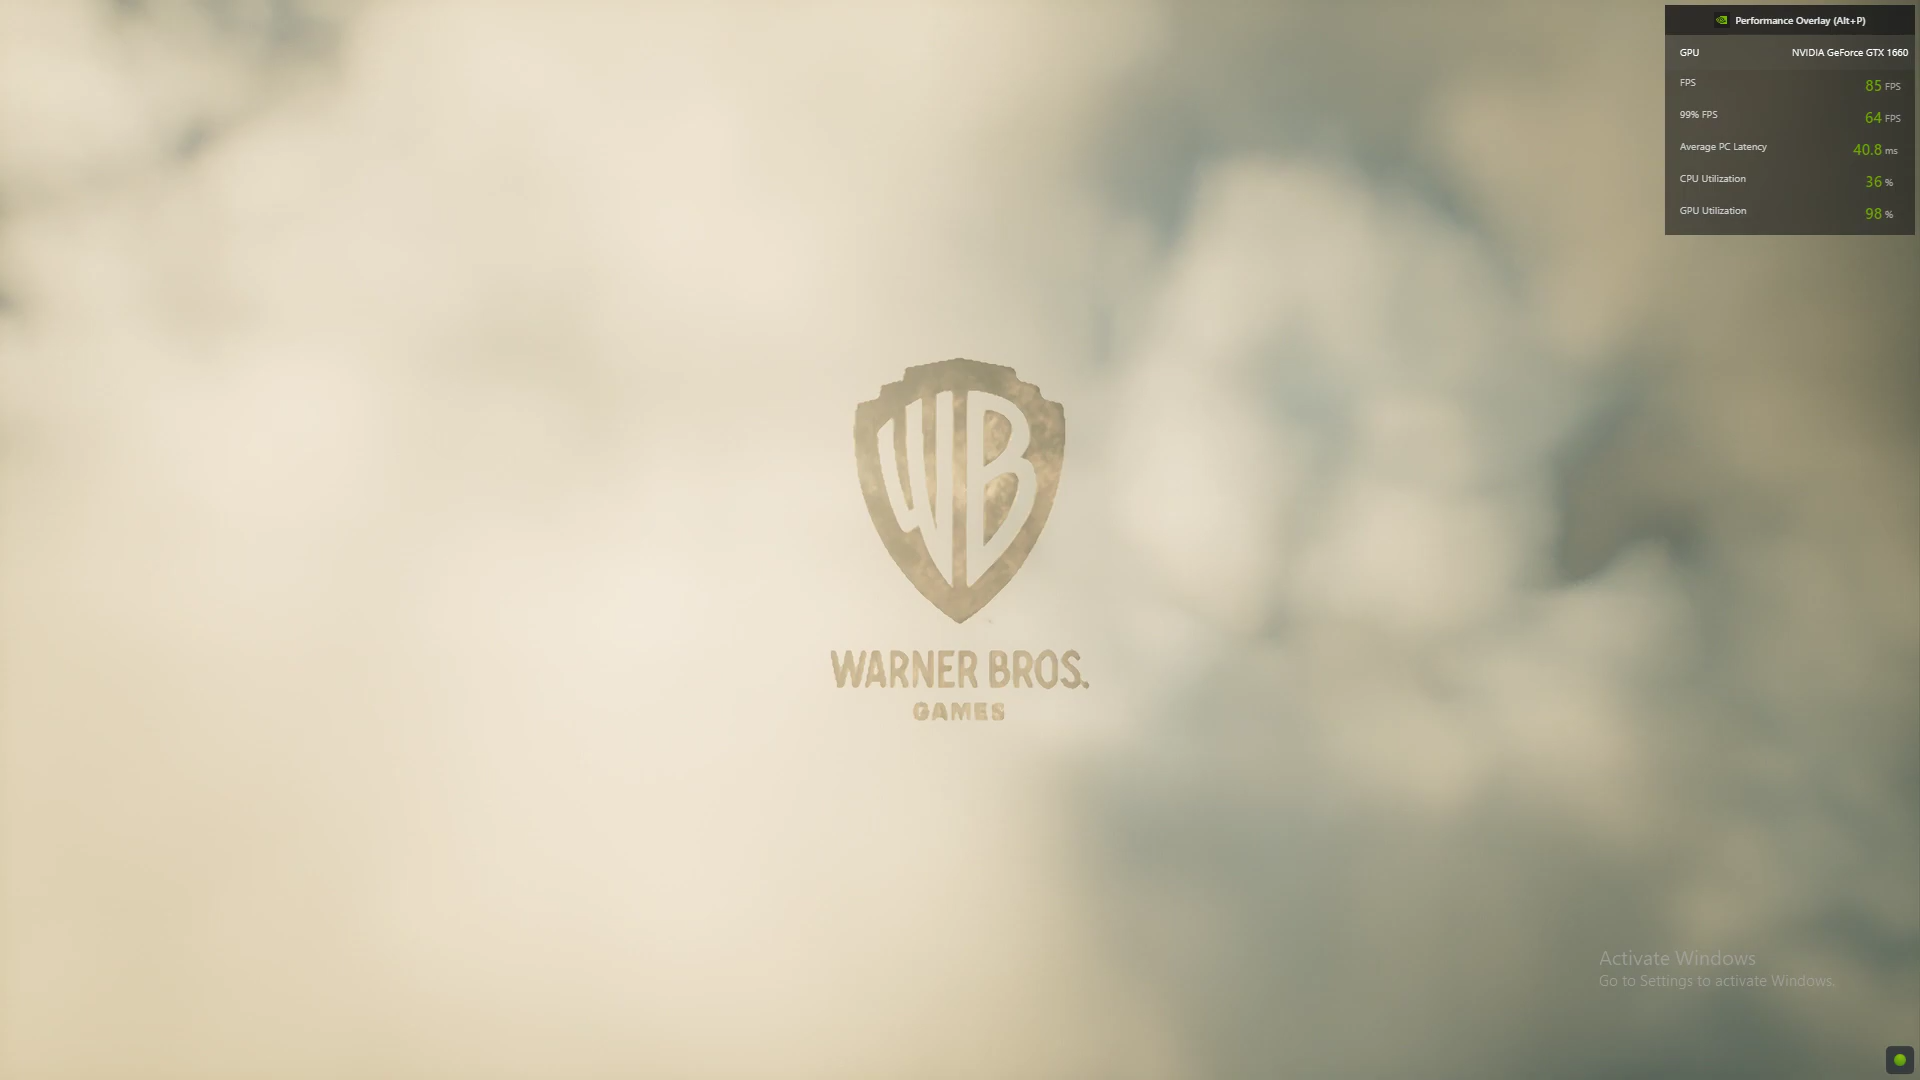 Performance Overlay (Alt+P)
GPU NVIDIA GeForce GTX 1660
FPS 85 FPS
99% FPS 64 FPS
Average PC Latency 40.8 ms
CPU Utilization 36 %
GPU Utilization 98 %
WB
WARNER BROS.
GAMES
Activate Windows
Go to Settings to activate Windows.